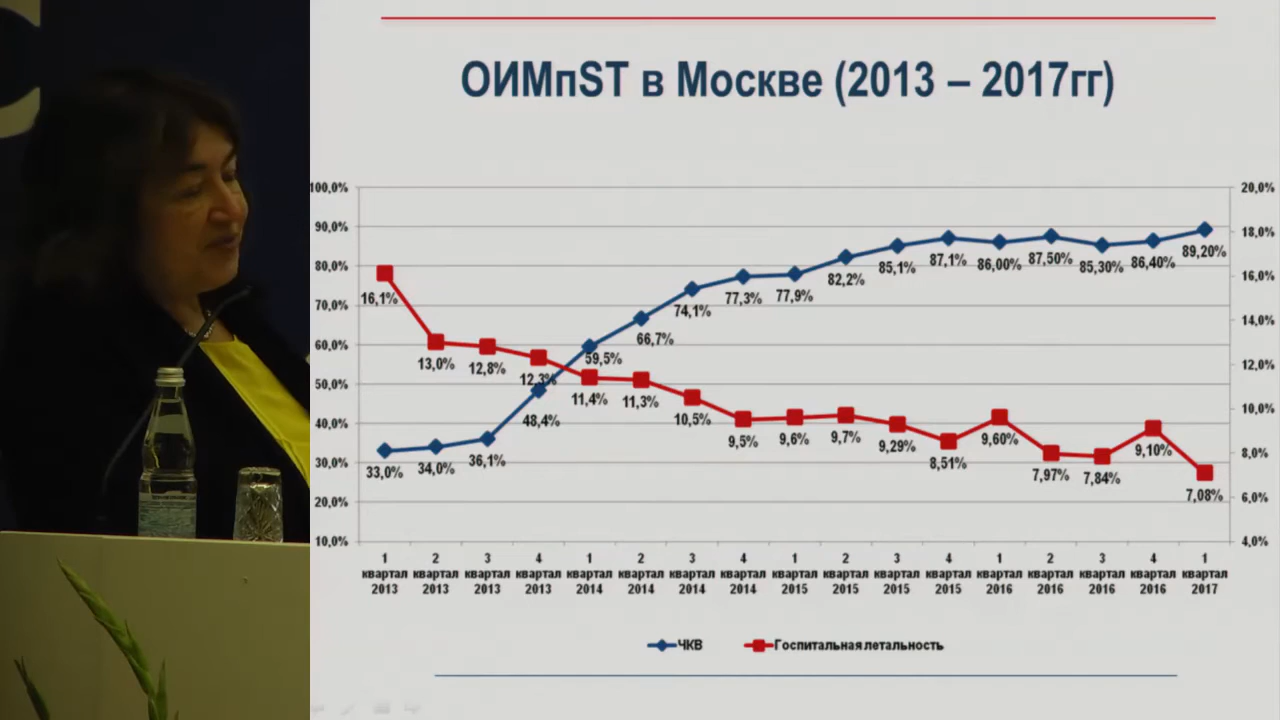 ОИМпST в Москве (2013 – 2017гг)
100,0%
90,0%
80,0%
70,0%
60,0%
50,0%
40,0%
30,0%
20,0%
10,0%
20,0%
18,0%
16,0%
14,0%
12,0%
10,0%
8,0%
6,0%
4,0%
33,0% 34,0% 36,1% 48,4% 59,5% 66,7% 74,1% 77,3% 77,9% 82,2% 85,1% 87,1% 86,00% 87,50% 85,30% 86,40% 89,20%
16,1% 13,0% 12,8% 12,3% 11,4% 11,3% 10,5% 9,5% 9,6% 9,7% 9,29% 8,51% 9,60% 7,97% 7,84% 9,10% 7,08%
1 2 3 4 1 2 3 4 1 2 3 4 1 2 3 4 1
квартал квартал квартал квартал квартал квартал квартал квартал квартал квартал квартал квартал квартал квартал квартал квартал квартал
2013 2013 2013 2013 2014 2014 2014 2014 2015 2015 2015 2015 2016 2016 2016 2016 2017
ЧКВ Госпитальная летальность